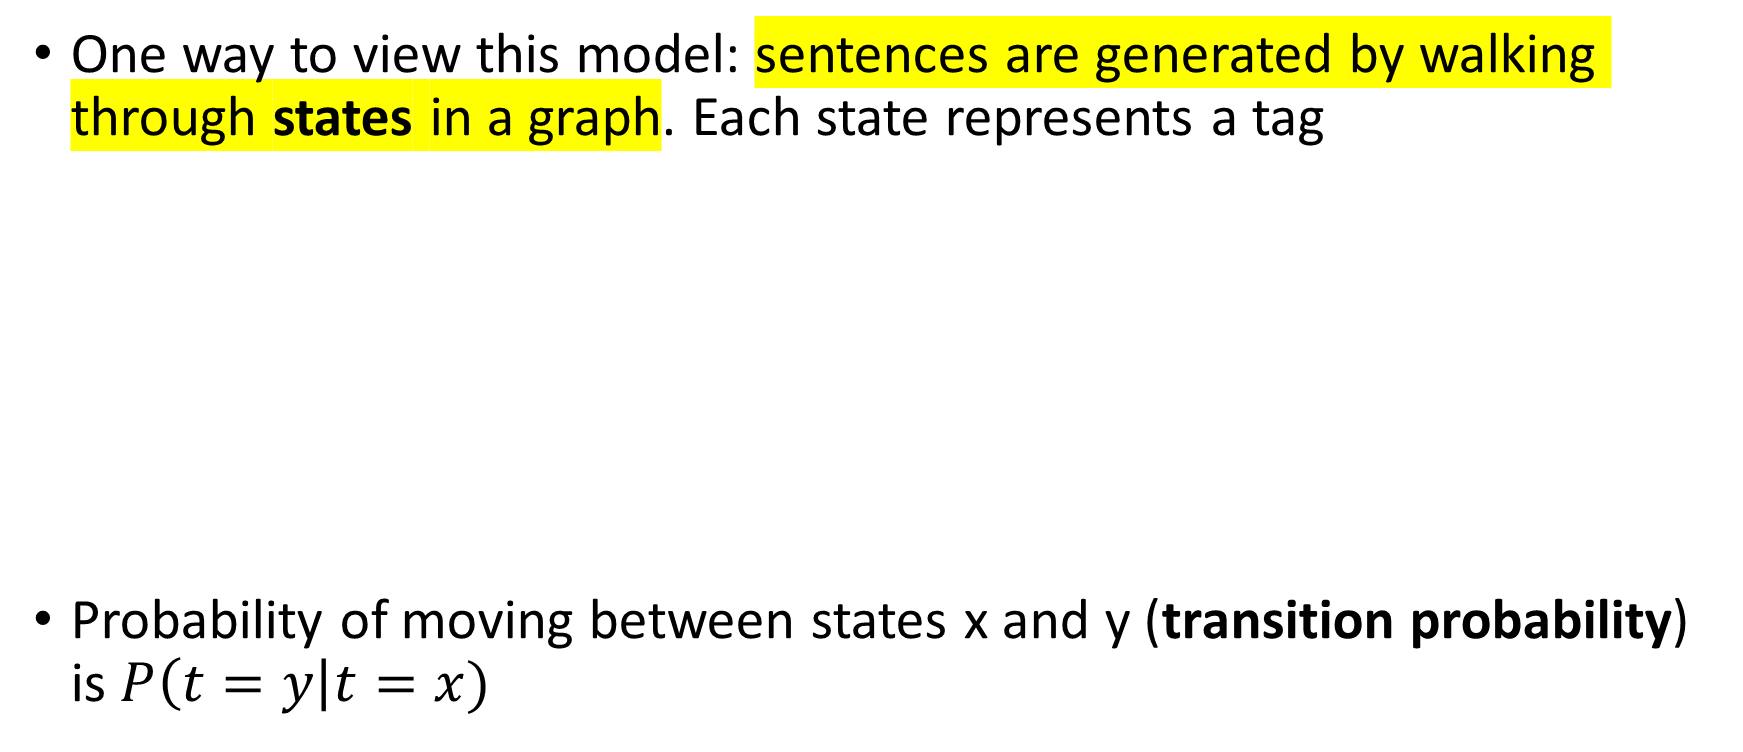 • One way to view this model: sentences are generated by walking
through states in a graph. Each state represents a tag
• Probability of moving between states x and y (transition probability)
is P(t = y|t = x)